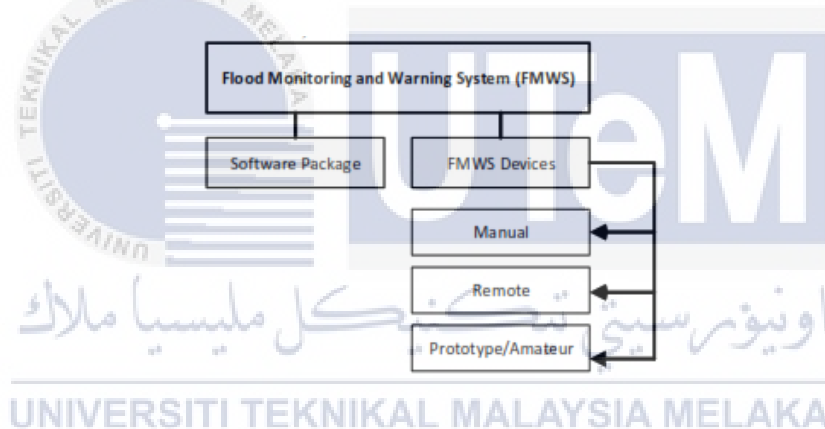 Flood Monitoring and Warning System (FMWS)
Software Package
FMWS Devices
Manual
Remote
Prototype/Amateur
UTeM
اونيۏرسيتي تيكنيكل مليسيا ملاك
UNIVERSITI TEKNIKAL MALAYSIA MELAKA